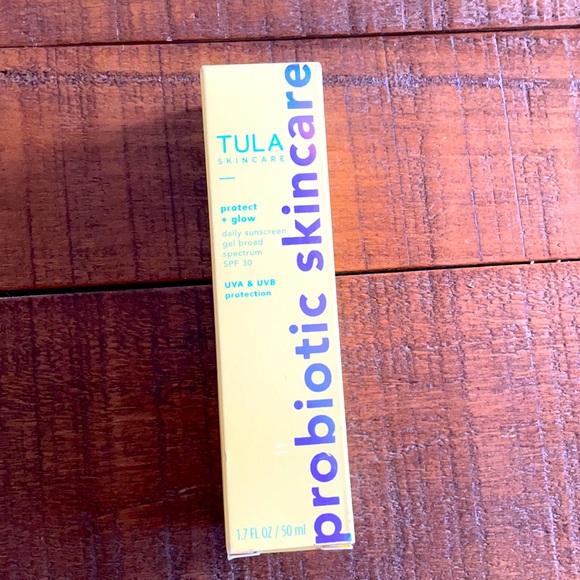 TULA
SKINCARE
protect
+ glow
daily sunscreen
gel broad
spectrum
SPF 30
UVA & UVB
protection
1.7 FL OZ / 50 ml
probiotic skincare